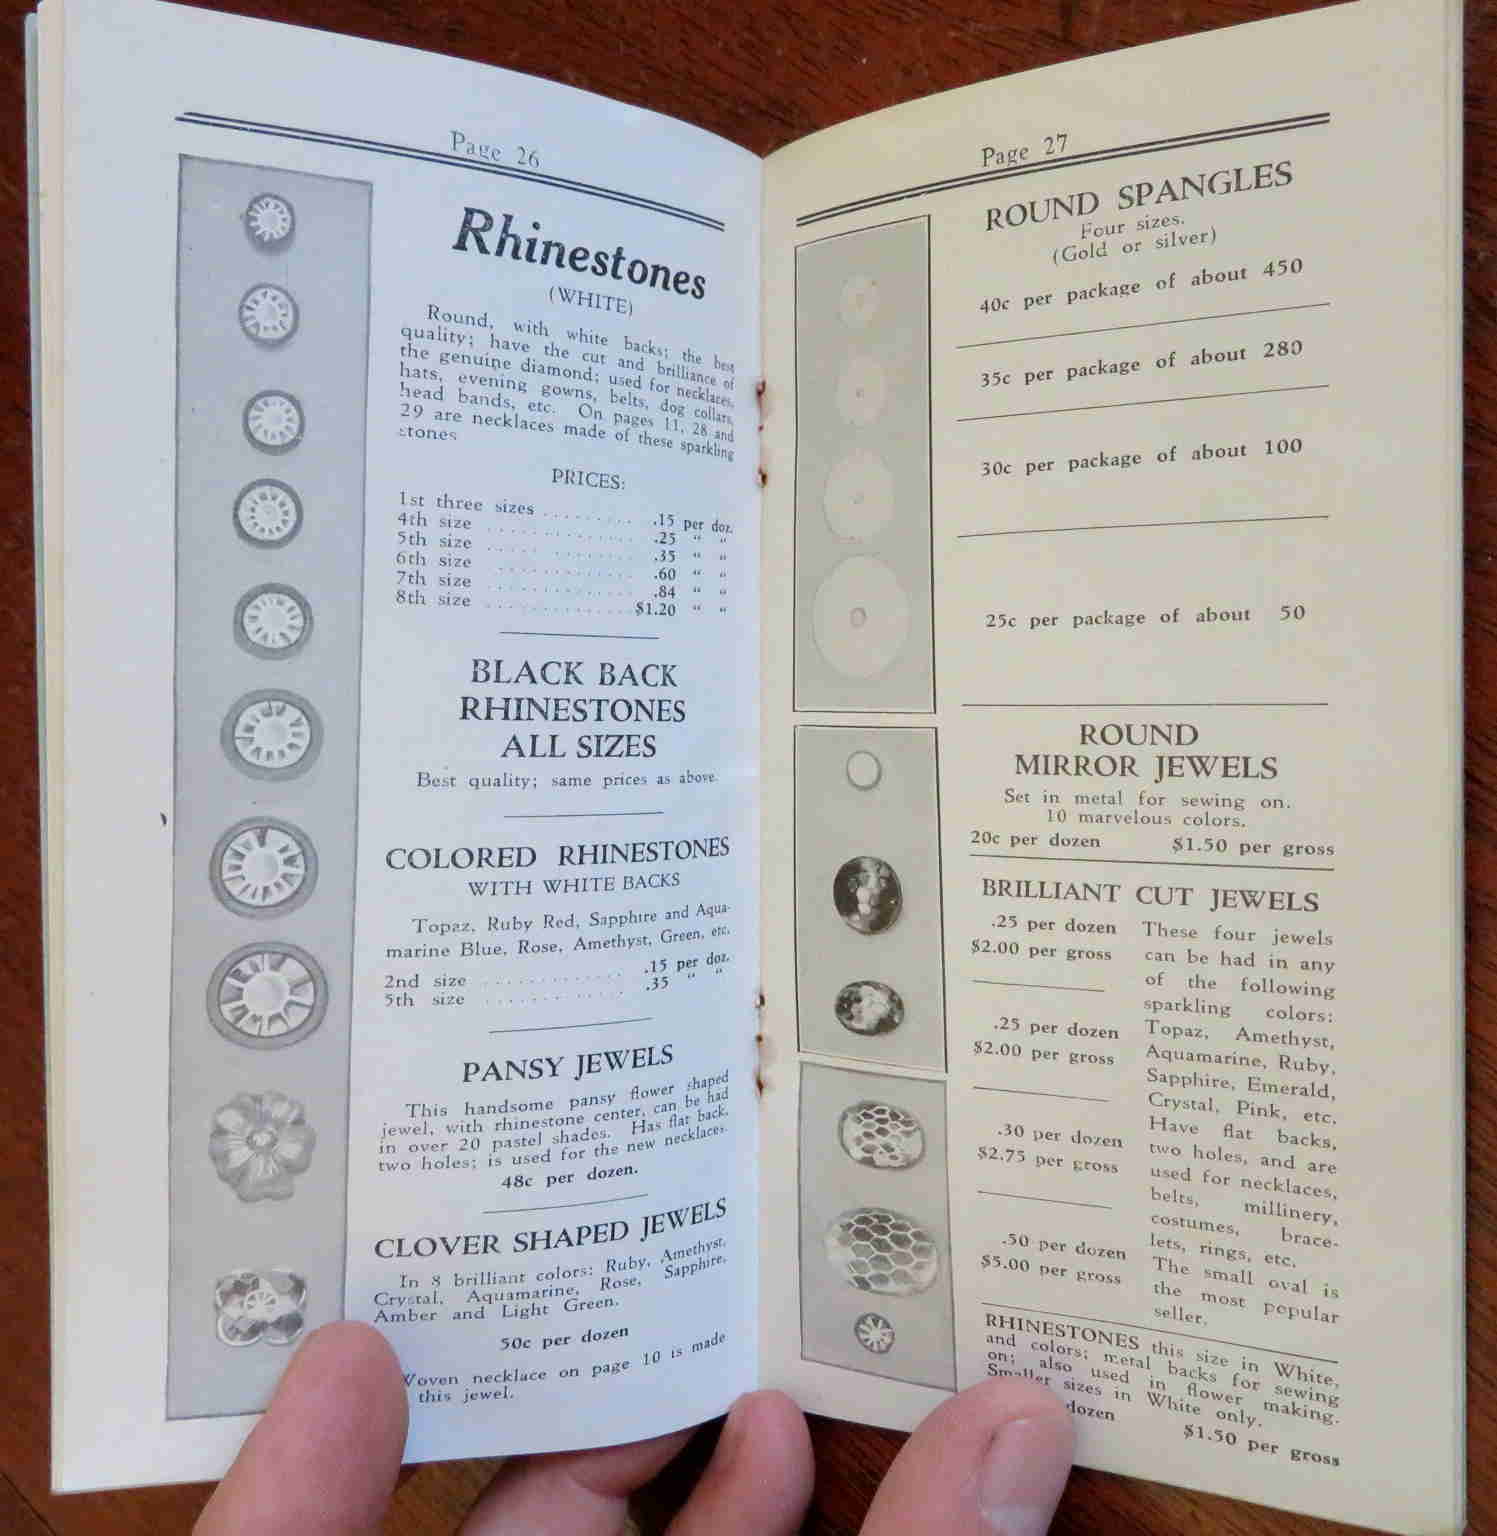 Page 26
Rhinestones
(WHITE)
Round, with white backs; the best
quality; have the cut and brilliance of
the genuine diamond; used for necklaces,
hats, evening gowns, belts, dog collars,
head bands, etc. On pages 11, 28 and
29 are necklaces made of these sparkling
stones
PRICES:
1st three sizes ......... .15 per doz.
4th size .............. .25 " "
5th size .............. .35 " "
6th size .............. .60 " "
7th size .............. .84 " "
8th size .............. $1.20 " "
BLACK BACK
RHINESTONES
ALL SIZES
Best quality; same prices as above.
COLORED RHINESTONES
WITH WHITE BACKS
Topaz, Ruby Red, Sapphire and Aqua-
marine Blue, Rose, Amethyst, Green, etc.
2nd size .............. .15 per doz.
5th size .............. .35 " "
PANSY JEWELS
This handsome pansy flower shaped
jewel, with rhinestone center, can be had
in over 20 pastel shades. Has flat back.
two holes; is used for the new necklaces.
48c per dozen.
CLOVER SHAPED JEWELS
In 8 brilliant colors: Ruby, Amethyst,
Crystal, Aquamarine, Rose, Sapphire,
Amber and Light Green.
50c per dozen
Woven necklace on page 10 is made
this jewel.
Page 27
ROUND SPANGLES
Four sizes.
(Gold or silver)
40c per package of about 450
35c per package of about 280
30c per package of about 100
25c per package of about 50
ROUND
MIRROR JEWELS
Set in metal for sewing on.
10 marvelous colors.
20c per dozen $1.50 per gross
BRILLIANT CUT JEWELS
.25 per dozen
$2.00 per gross
.25 per dozen
$2.00 per gross
.30 per dozen
$2.75 per gross
.50 per dozen
$5.00 per gross
These four jewels
can be had in any
of the following
sparkling colors:
Topaz, Amethyst,
Aquamarine, Ruby,
Sapphire, Emerald,
Crystal, Pink, etc.
Have flat backs,
two holes, and are
used for necklaces,
belts, millinery,
costumes, brace-
lets, rings, etc.
The small oval is
the most popular
seller.
RHINESTONES this size in White,
and colors; metal backs for sewing
on; also used in flower making.
Smaller sizes in White only.
dozen $1.50 per gross